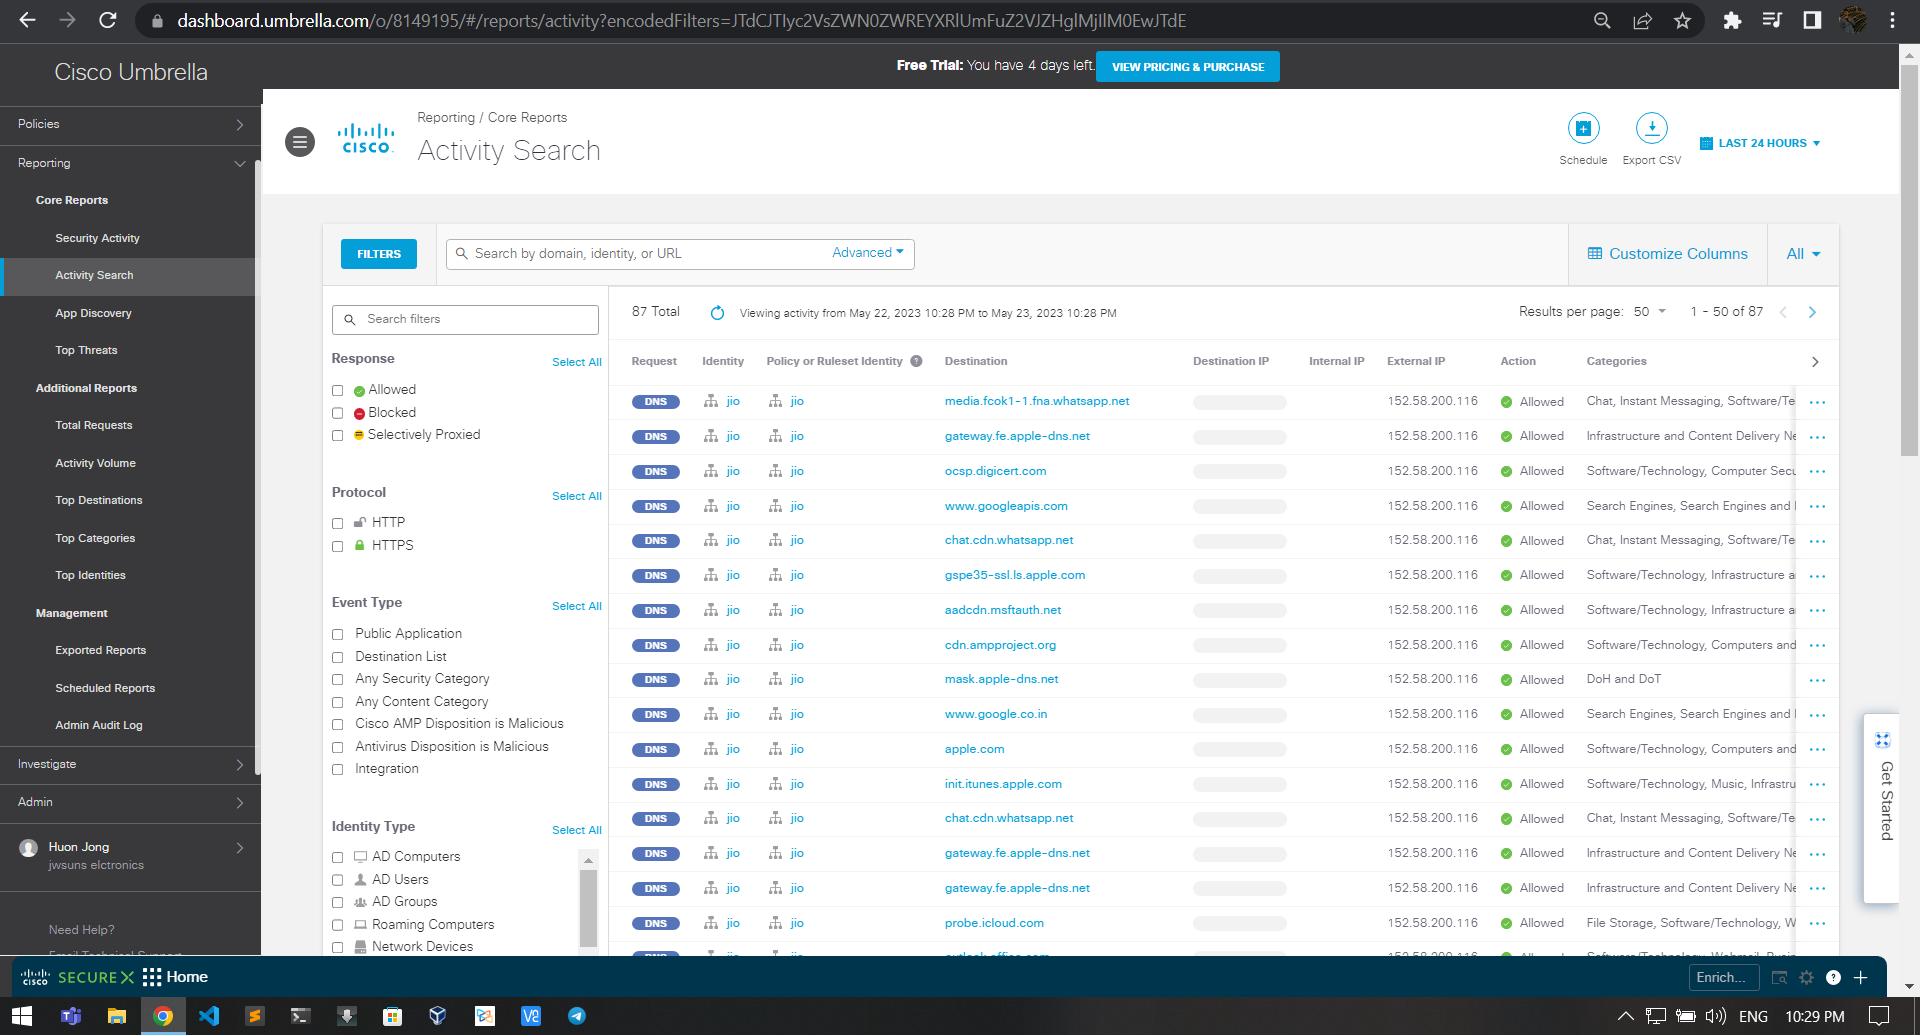 dashboard.umbrella.com/o/8149195/#/reports/activity?encodedFilters=JTdCJTIyc2VsZWN0ZWREYXRlUmFuZ2VJZHglMjIlM0EwJTdE
Cisco Umbrella
Free Trial: You have 4 days left.
VIEW PRICING & PURCHASE
Policies
Reporting
Core Reports
Security Activity
Activity Search
App Discovery
Top Threats
Additional Reports
Total Requests
Activity Volume
Top Destinations
Top Categories
Top Identities
Management
Exported Reports
Scheduled Reports
Admin Audit Log
Investigate
Admin
Huon Jong
jwsuns elctronics
Need Help?
Email Technical Support
CISCO
Reporting / Core Reports
Activity Search
Schedule
Export CSV
LAST 24 HOURS
FILTERS
Search by domain, identity, or URL
Advanced
Customize Columns
All
Search filters
Response Select All
Allowed
Blocked
Selectively Proxied
Protocol Select All
HTTP
HTTPS
Event Type Select All
Public Application
Destination List
Any Security Category
Any Content Category
Cisco AMP Disposition is Malicious
Antivirus Disposition is Malicious
Integration
Identity Type Select All
AD Computers
AD Users
AD Groups
Roaming Computers
Network Devices
87 Total Viewing activity from May 22, 2023 10:28 PM to May 23, 2023 10:28 PM Results per page: 50 1 - 50 of 87
Request Identity Policy or Ruleset Identity Destination Destination IP Internal IP External IP Action Categories
DNS jio jio media.fcok1-1.fna.whatsapp.net 152.58.200.116 Allowed Chat, Instant Messaging, Software/Te
DNS jio jio gateway.fe.apple-dns.net 152.58.200.116 Allowed Infrastructure and Content Delivery Ne
DNS jio jio ocsp.digicert.com 152.58.200.116 Allowed Software/Technology, Computer Secu
DNS jio jio www.googleapis.com 152.58.200.116 Allowed Search Engines, Search Engines and
DNS jio jio chat.cdn.whatsapp.net 152.58.200.116 Allowed Chat, Instant Messaging, Software/Te
DNS jio jio gspe35-ssl.ls.apple.com 152.58.200.116 Allowed Software/Technology, Infrastructure a
DNS jio jio aadcdn.msftauth.net 152.58.200.116 Allowed Software/Technology, Infrastructure a
DNS jio jio cdn.ampproject.org 152.58.200.116 Allowed Software/Technology, Computers and
DNS jio jio mask.apple-dns.net 152.58.200.116 Allowed DoH and DoT
DNS jio jio www.google.co.in 152.58.200.116 Allowed Search Engines, Search Engines and
DNS jio jio apple.com 152.58.200.116 Allowed Software/Technology, Computers and
DNS jio jio init.itunes.apple.com 152.58.200.116 Allowed Software/Technology, Music, Infrastru
DNS jio jio chat.cdn.whatsapp.net 152.58.200.116 Allowed Chat, Instant Messaging, Software/Te
DNS jio jio gateway.fe.apple-dns.net 152.58.200.116 Allowed Infrastructure and Content Delivery Ne
DNS jio jio gateway.fe.apple-dns.net 152.58.200.116 Allowed Infrastructure and Content Delivery Ne
DNS jio jio probe.icloud.com 152.58.200.116 Allowed File Storage, Software/Technology, W
Get Started
CISCO SECUREX Home
Enrich...
ENG 10:29 PM